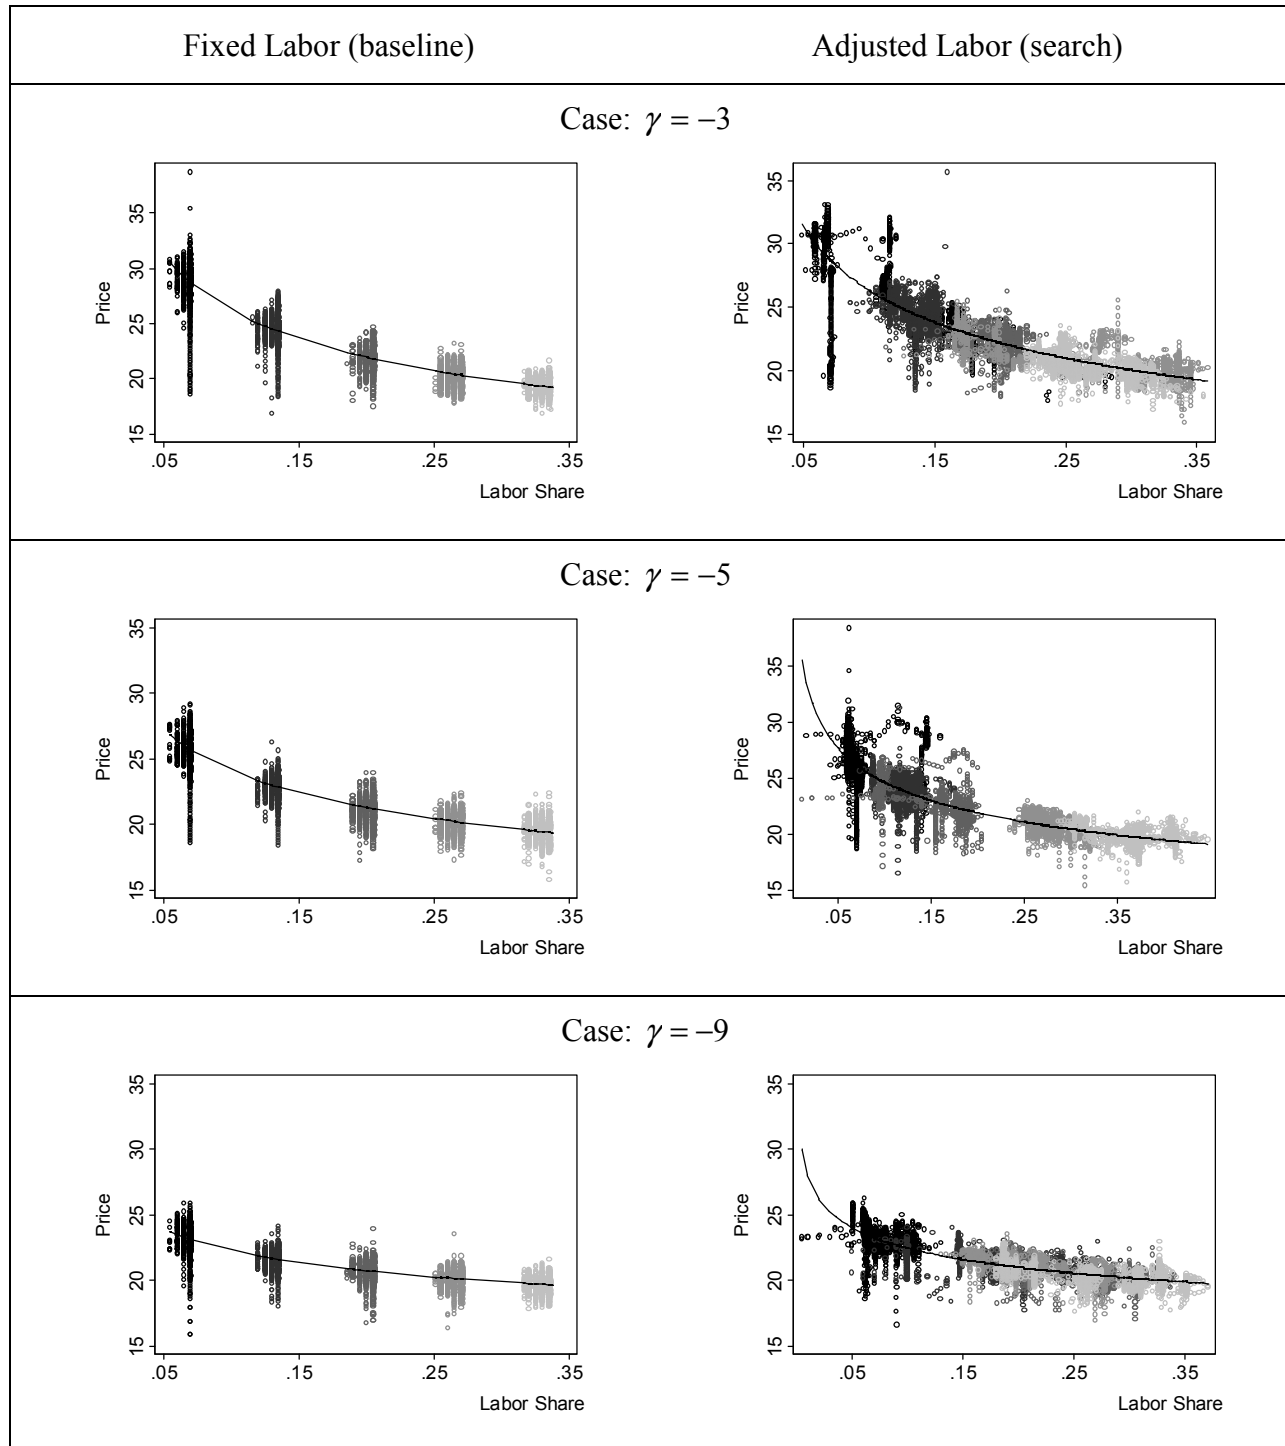 Fixed Labor (baseline)
Adjusted Labor (search)
Case: γ = −3
Price
35
30
25
20
15
.05 .15 .25 .35
Labor Share
Price
35
30
25
20
15
.05 .15 .25 .35
Labor Share
Case: γ = −5
Price
35
30
25
20
15
.05 .15 .25 .35
Labor Share
Price
35
30
25
20
15
.05 .15 .25 .35
Labor Share
Case: γ = −9
Price
35
30
25
20
15
.05 .15 .25 .35
Labor Share
Price
35
30
25
20
15
.05 .15 .25 .35
Labor Share